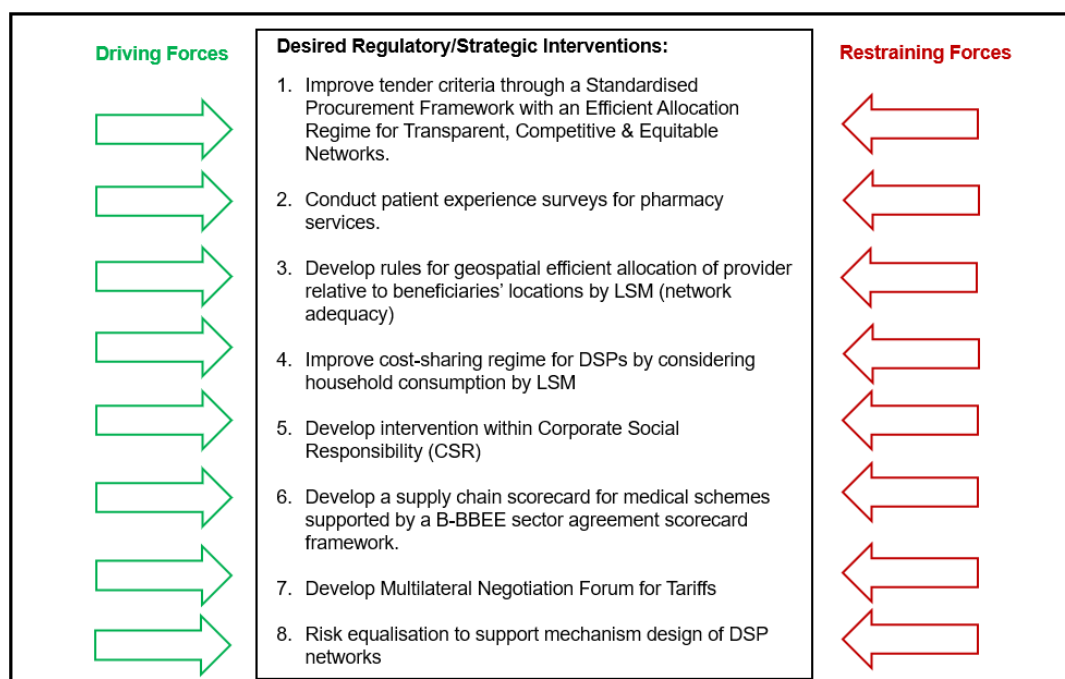 Driving Forces
Desired Regulatory/Strategic Interventions:
Restraining Forces
1. Improve tender criteria through a Standardised
Procurement Framework with an Efficient Allocation
Regime for Transparent, Competitive & Equitable
Networks.
2. Conduct patient experience surveys for pharmacy
services.
3. Develop rules for geospatial efficient allocation of provider
relative to beneficiaries’ locations by LSM (network
adequacy)
4. Improve cost-sharing regime for DSPs by considering
household consumption by LSM
5. Develop intervention within Corporate Social
Responsibility (CSR)
6. Develop a supply chain scorecard for medical schemes
supported by a B-BBEE sector agreement scorecard
framework.
7. Develop Multilateral Negotiation Forum for Tariffs
8. Risk equalisation to support mechanism design of DSP
networks